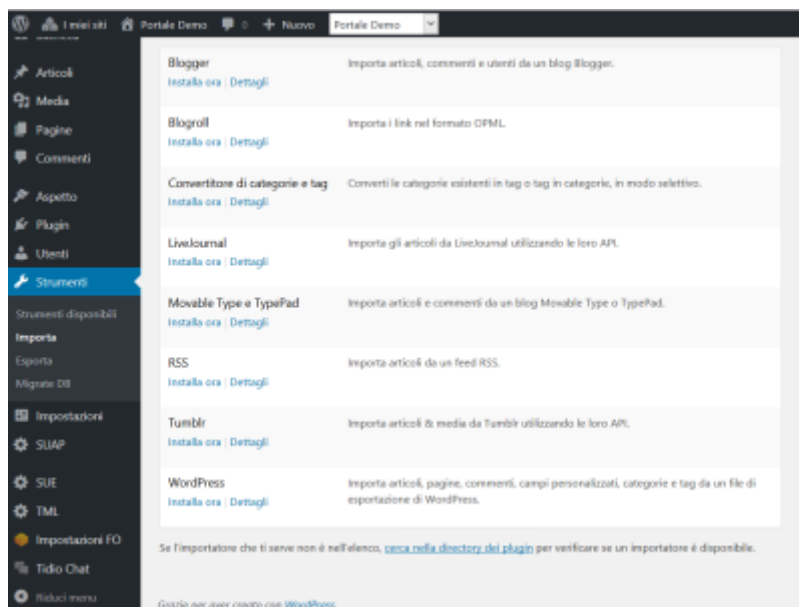 I miei siti Portale Demo 0 + Nuovo Portale Demo
Articoli
Media
Pagine
Commenti
Aspetto
Plugin
Utenti
Strumenti
Strumenti disponibili
Importa
Esporta
Migrate DB
Impostazioni
SUAP
SUE
TML
Impostazioni FO
Tidio Chat
Riduci menu
Blogger Importa articoli, commenti e utenti da un blog Blogger.
Installa ora | Dettagli
Blogroll Importa i link nel formato OPML.
Installa ora | Dettagli
Convertitore di categorie e tag Converti le categorie esistenti in tag o tag in categorie, in modo selettivo.
Installa ora | Dettagli
LiveJournal Importa gli articoli da LiveJournal utilizzando le loro API.
Installa ora | Dettagli
Movable Type e TypePad Importa articoli e commenti da un blog Movable Type o TypePad.
Installa ora | Dettagli
RSS Importa articoli da un feed RSS.
Installa ora | Dettagli
Tumblr Importa articoli & media da Tumblr utilizzando le loro API.
Installa ora | Dettagli
WordPress Importa articoli, pagine, commenti, campi personalizzati, categorie e tag da un file di
esportazione di WordPress.
Installa ora | Dettagli
Se l'importatore che ti serve non è nell'elenco, cerca nella directory dei plugin per verificare se un importatore è disponibile.
Grazie per aver creato con WordPress.